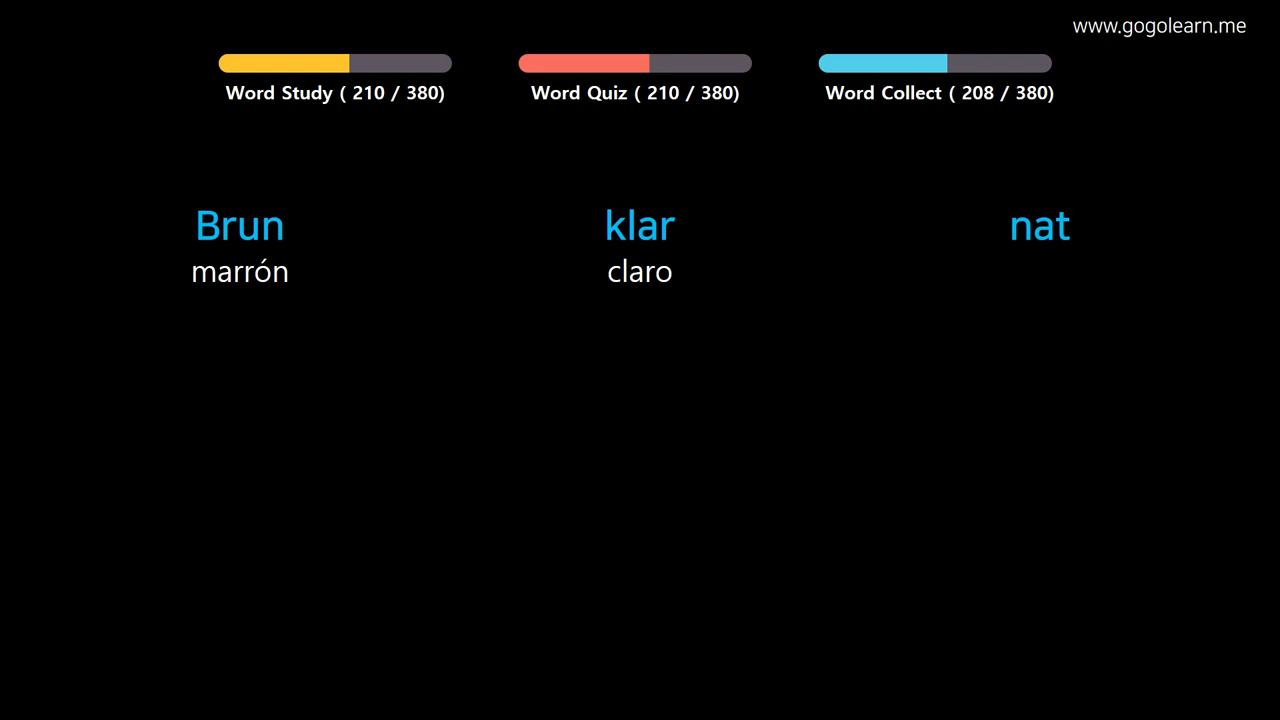 www.gogolearn.me
Word Study ( 210 / 380)
Word Quiz ( 210 / 380)
Word Collect ( 208 / 380)
Brun
klar
nat
marrón
claro